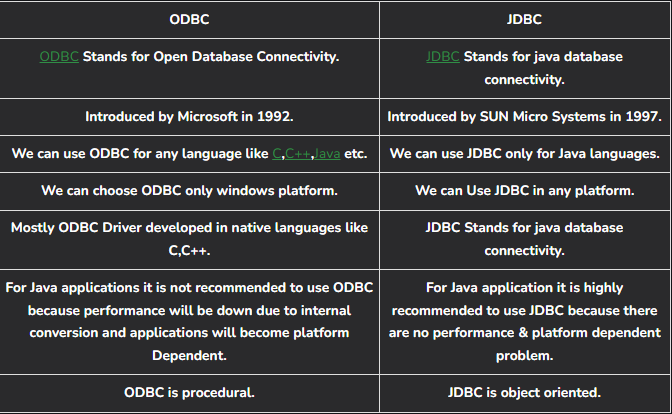 ODBC JDBC
ODBC Stands for Open Database Connectivity.
JDBC Stands for java database
connectivity.
Introduced by Microsoft in 1992.
Introduced by SUN Micro Systems in 1997.
We can use ODBC for any language like C,C++,Java etc.
We can use JDBC only for Java languages.
We can choose ODBC only windows platform.
We can Use JDBC in any platform.
Mostly ODBC Driver developed in native languages like
C,C++.
JDBC Stands for java database
connectivity.
For Java applications it is not recommended to use ODBC
because performance will be down due to internal
conversion and applications will become platform
Dependent.
For Java application it is highly
recommended to use JDBC because there
are no performance & platform dependent
problem.
ODBC is procedural.
JDBC is object oriented.